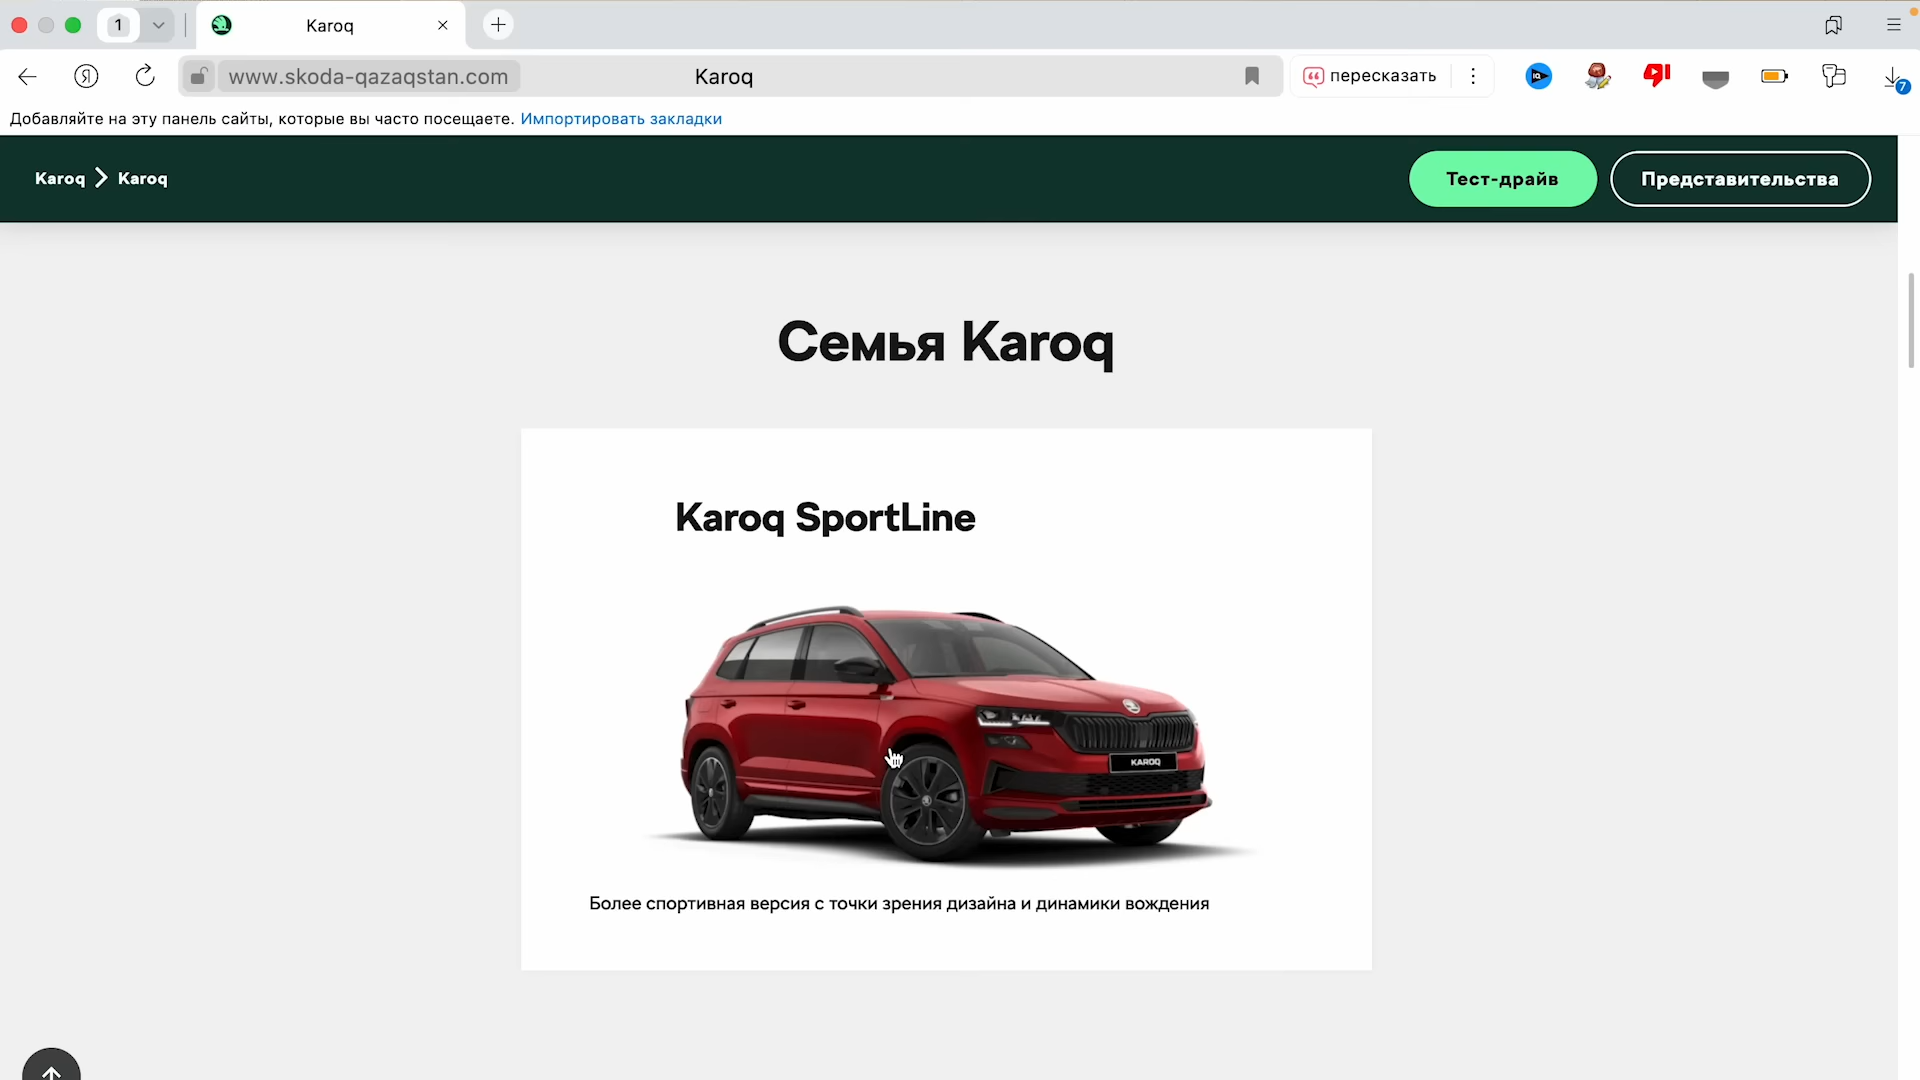 1
Karoq
www.skoda-qazaqstan.com
Karoq
пересказать
7
Добавляйте на эту панель сайты, которые вы часто посещаете. Импортировать закладки
Karoq
Karoq
Тест-драйв
Представительства
Семья Karoq
Karoq SportLine
KAROQ
Более спортивная версия с точки зрения дизайна и динамики вождения